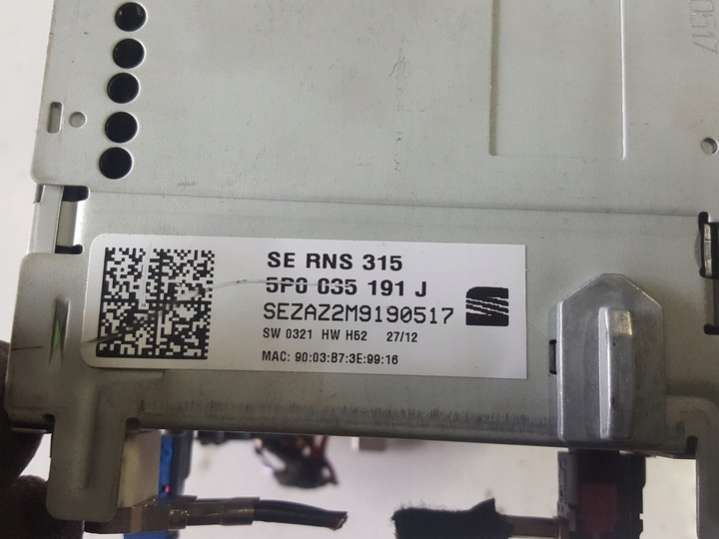 SE RNS 315
5P0 035 191 J
SEZAZ2M9190517
SW 0321 HW H52 27/12
MAC: 90:03:B7:3E:99:16